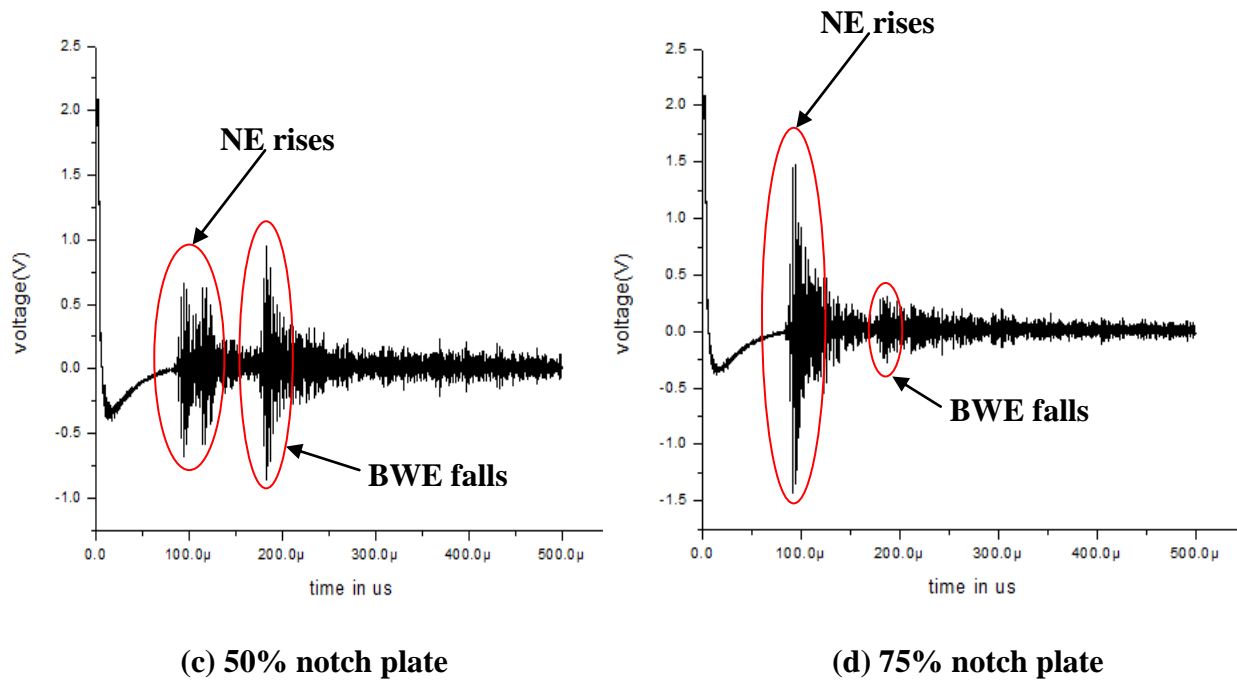 NE rises
2.5
2.0
1.5
1.0
0.5
0.0
-0.5
-1.0
voltage(V)
NE rises
BWE falls
0.0
100.0µ
200.0µ
300.0µ
400.0µ
500.0µ
time in us
(c) 50% notch plate
2.5
2.0
1.5
1.0
0.5
0.0
-0.5
-1.0
-1.5
voltage(V)
BWE falls
0.0
100.0µ
200.0µ
300.0µ
400.0µ
500.0µ
time in us
(d) 75% notch plate